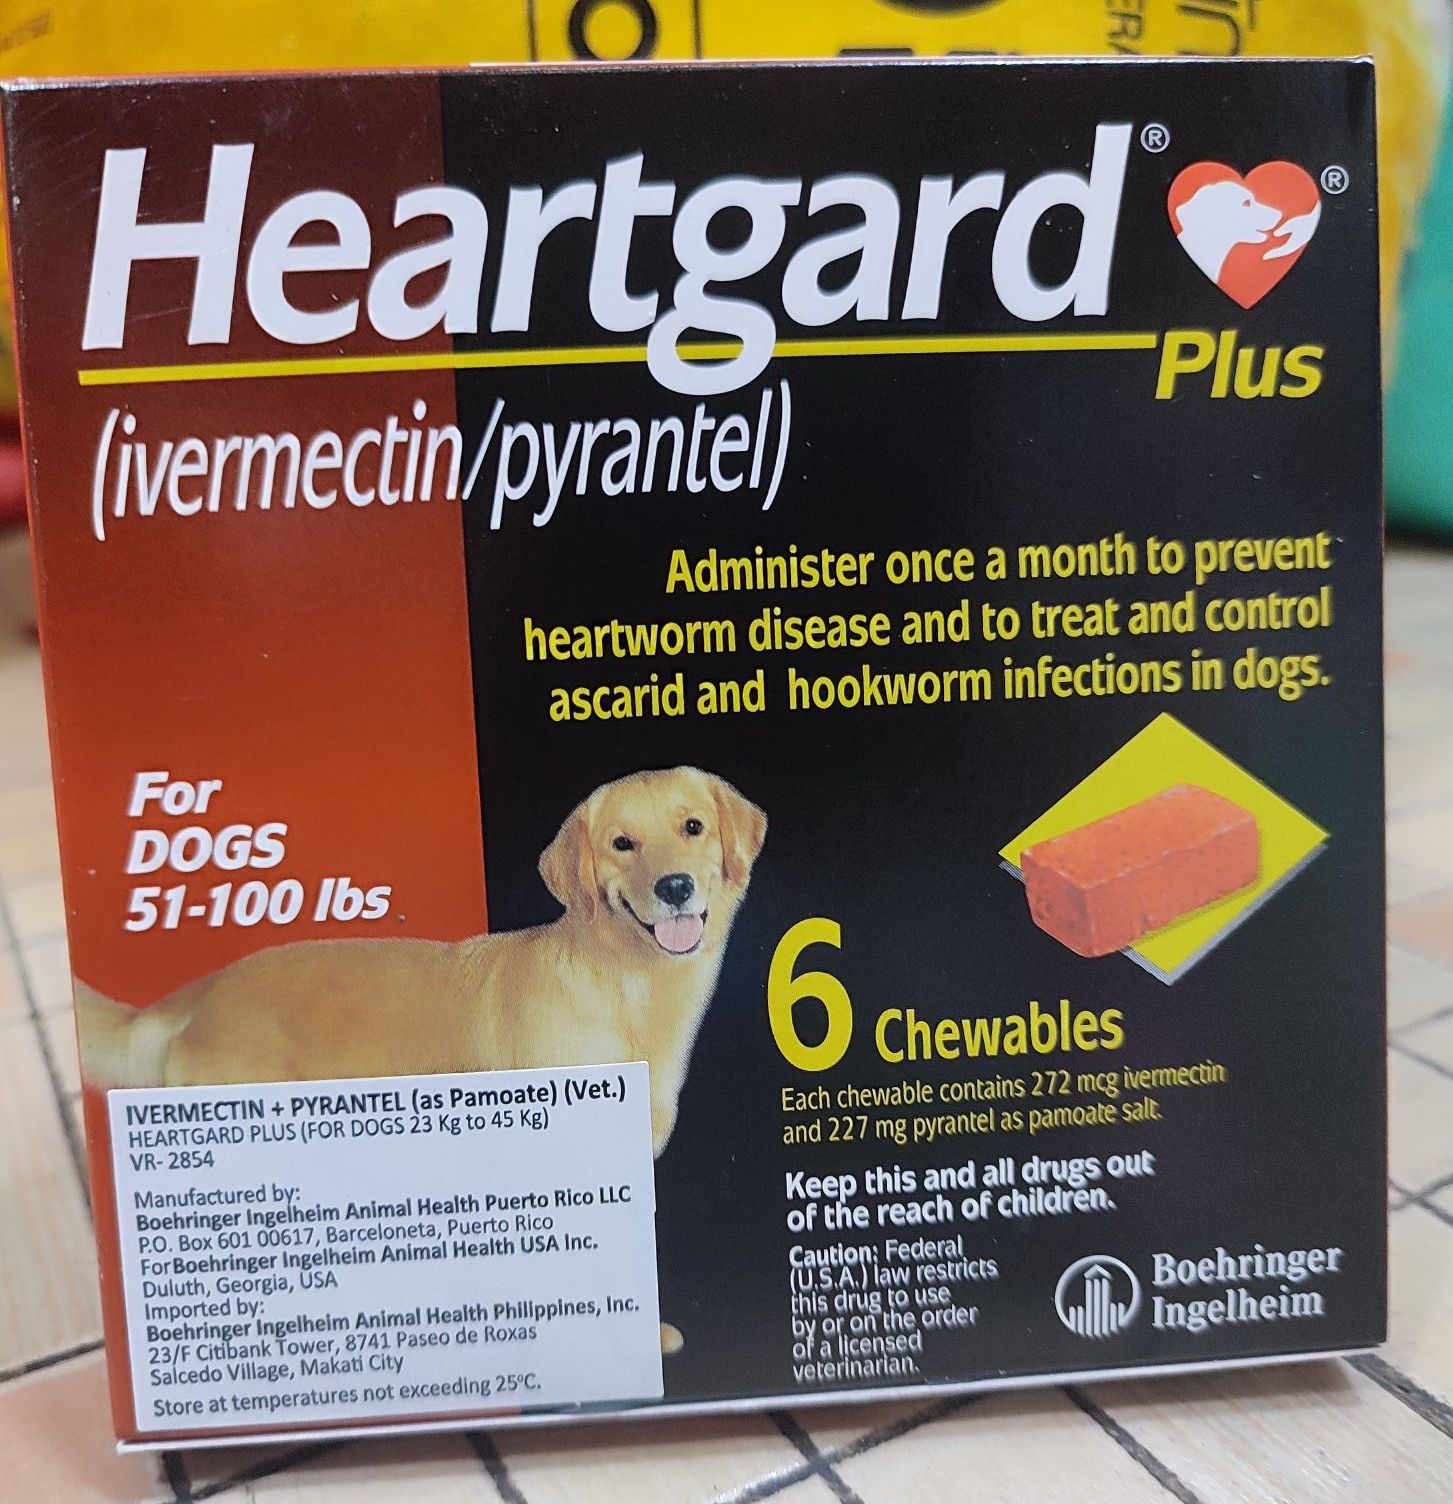 Heartgard® ®
Plus
(ivermectin/pyrantel)
Administer once a month to prevent
heartworm disease and to treat and control
ascarid and hookworm infections in dogs.
For
DOGS
51-100 lbs
6 Chewables
Each chewable contains 272 mcg ivermectin
and 227 mg pyrantel as pamoate salt.
Keep this and all drugs out
of the reach of children.
Caution: Federal
(U.S.A.) law restricts
this drug to use
by or on the order
of a licensed
veterinarian.
Boehringer
Ingelheim
IVERMECTIN + PYRANTEL (as Pamoate) (Vet.)
HEARTGARD PLUS (FOR DOGS 23 Kg to 45 Kg)
VR- 2854
Manufactured by:
Boehringer Ingelheim Animal Health Puerto Rico LLC
P.O. Box 601 00617, Barceloneta, Puerto Rico
For Boehringer Ingelheim Animal Health USA Inc.
Duluth, Georgia, USA
Imported by:
Boehringer Ingelheim Animal Health Philippines, Inc.
23/F Citibank Tower, 8741 Paseo de Roxas
Salcedo Village, Makati City
Store at temperatures not exceeding 25ºC.